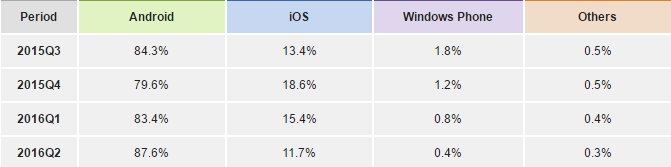 Period Android iOS Windows Phone Others
2015Q3 84.3% 13.4% 1.8% 0.5%
2015Q4 79.6% 18.6% 1.2% 0.5%
2016Q1 83.4% 15.4% 0.8% 0.4%
2016Q2 87.6% 11.7% 0.4% 0.3%